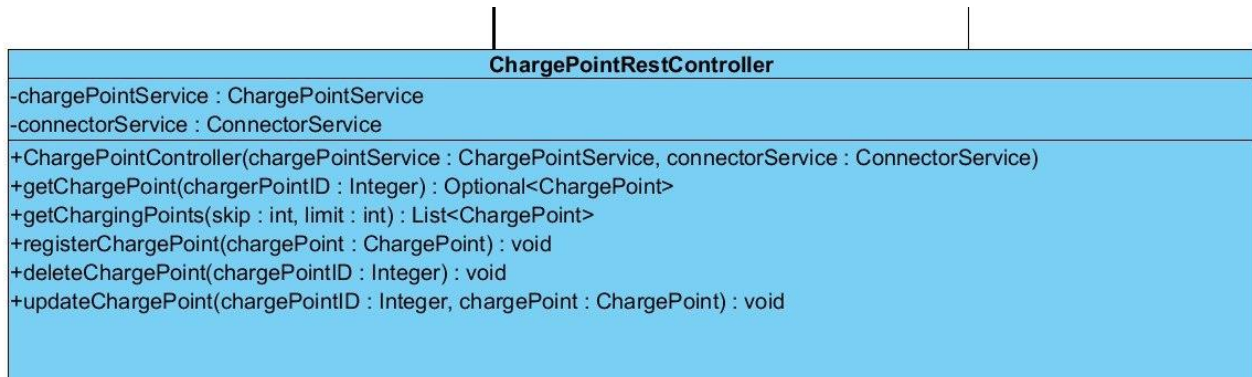 ChargePointRestController
-chargePointService : ChargePointService
-connectorService : ConnectorService
+ChargePointController(chargePointService : ChargePointService, connectorService : ConnectorService)
+getChargePoint(chargerPointID : Integer) : Optional<ChargePoint>
+getChargingPoints(skip : int, limit : int) : List<ChargePoint>
+registerChargePoint(chargePoint : ChargePoint) : void
+deleteChargePoint(chargePointID : Integer) : void
+updateChargePoint(chargePointID : Integer, chargePoint : ChargePoint) : void